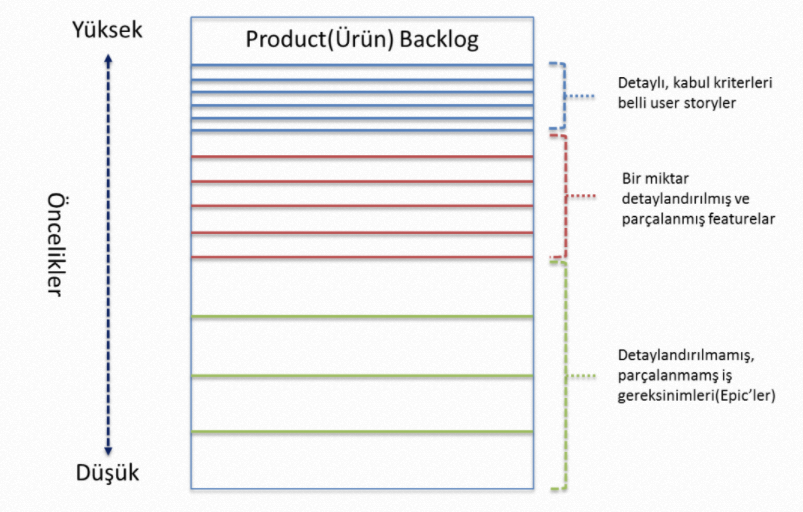 Yüksek
Product(Ürün) Backlog
Detaylı, kabul kriterleri
belli user storyler
Bir miktar
detaylandırılmış ve
parçalanmış featurelar
Öncelikler
Detaylandırılmamış,
parçalanmamş iş
gereksinimleri(Epic'ler)
Düşük